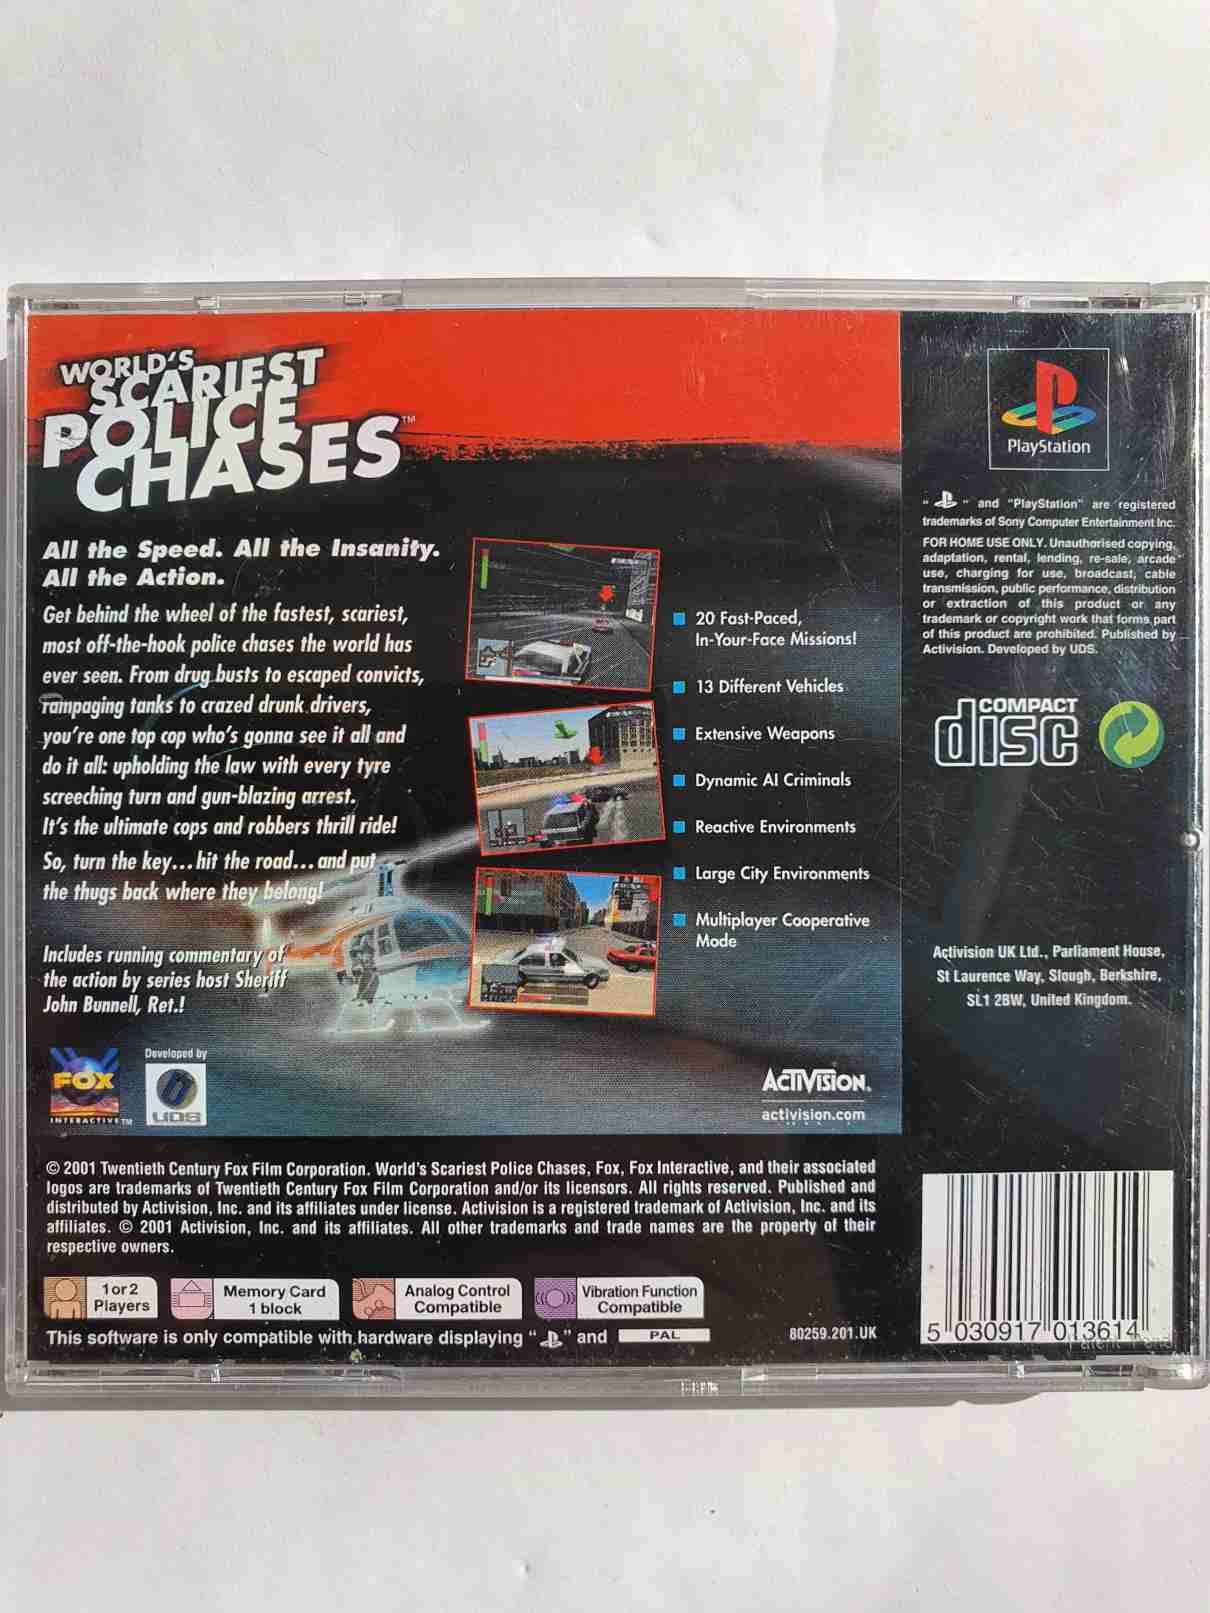 WORLD'S
SCARIEST
POLICE
CHASES™
All the Speed. All the Insanity.
All the Action.
Get behind the wheel of the fastest, scariest,
most off-the-hook police chases the world has
ever seen. From drug busts to escaped convicts,
rampaging tanks to crazed drunk drivers,
you're one top cop who's gonna see it all and
do it all: upholding the law with every tyre
screeching turn and gun-blazing arrest.
It's the ultimate cops and robbers thrill ride!
So, turn the key...hit the road...and put
the thugs back where they belong!
Includes running commentary of
the action by series host Sheriff
John Bunnell, Ret.!
20 Fast-Paced,
In-Your-Face Missions!
13 Different Vehicles
Extensive Weapons
Dynamic AI Criminals
Reactive Environments
Large City Environments
Multiplayer Cooperative
Mode
FOX
INTERACTIVE™
Developed by
UDS
ACTIVISION.
activision.com
© 2001 Twentieth Century Fox Film Corporation. World's Scariest Police Chases, Fox, Fox Interactive, and their associated
logos are trademarks of Twentieth Century Fox Film Corporation and/or its licensors. All rights reserved. Published and
distributed by Activision, Inc. and its affiliates under license. Activision is a registered trademark of Activision, Inc. and its
affiliates. © 2001 Activision, Inc. and its affiliates. All other trademarks and trade names are the property of their
respective owners.
1 or 2
Players
Memory Card
1 block
Analog Control
Compatible
Vibration Function
Compatible
This software is only compatible with hardware displaying " " and PAL
80259.201.UK
PlayStation
" " and "PlayStation" are registered
trademarks of Sony Computer Entertainment Inc.
FOR HOME USE ONLY. Unauthorised copying,
adaptation, rental, lending, re-sale, arcade
use, charging for use, broadcast, cable
transmission, public performance, distribution
or extraction of this product or any
trademark or copyright work that forms part
of this product are prohibited. Published by
Activision. Developed by UDS.
COMPACT
disc
Activision UK Ltd., Parliament House,
St Laurence Way, Slough, Berkshire,
SL1 2BW, United Kingdom.
5 030917 013614